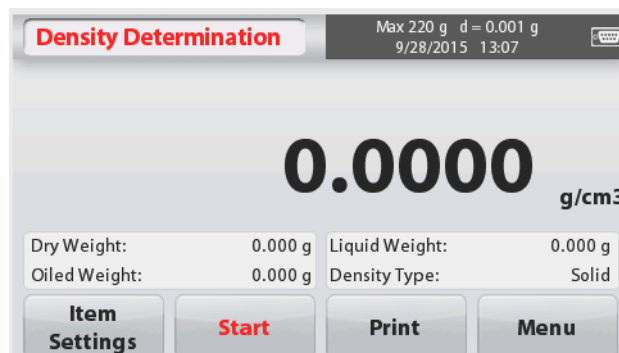 Density Determination
Max 220 g d = 0.001 g
9/28/2015 13:07
0.0000
g/cm3
Dry Weight: 0.000 g Liquid Weight: 0.000 g
Oiled Weight: 0.000 g Density Type: Solid
Item Settings
Start
Print
Menu